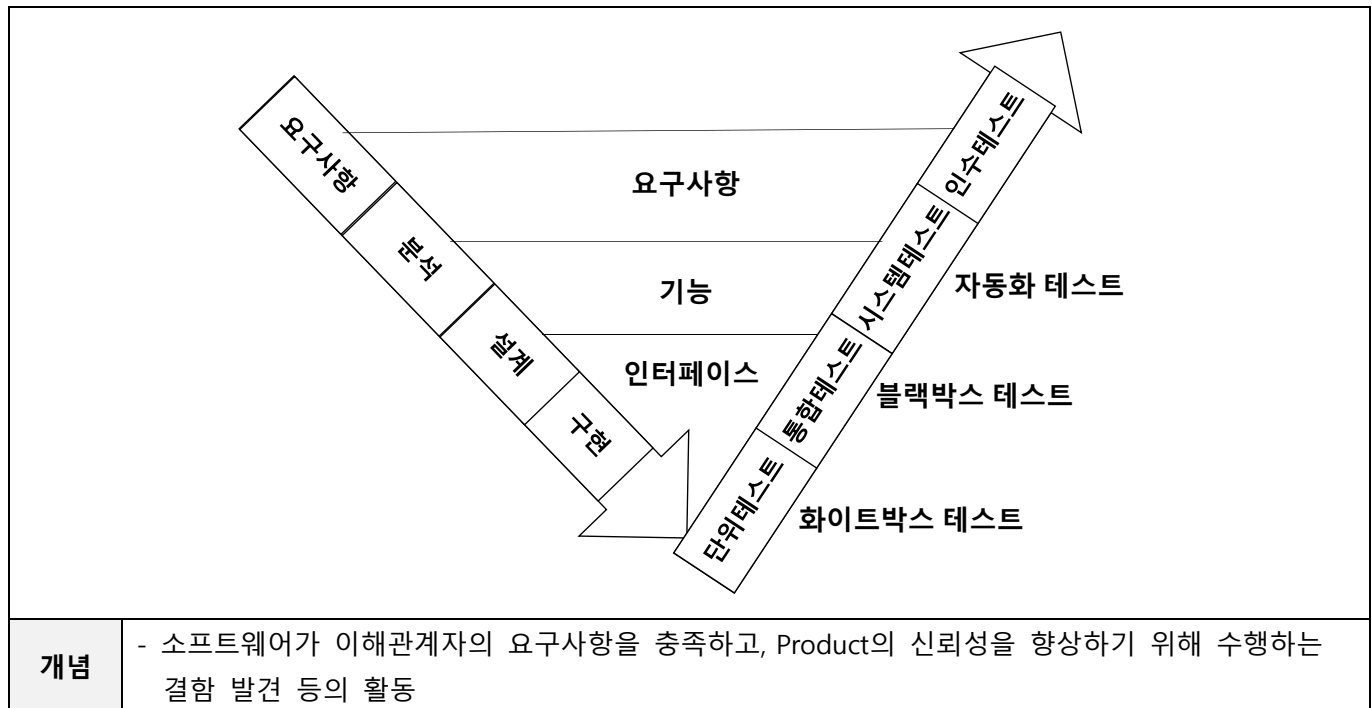 요구사항
분석
설계
구현
요구사항
기능
인터페이스
인수테스트
시스템테스트
통합테스트
단위테스트
자동화 테스트
블랙박스 테스트
화이트박스 테스트
개념
- 소프트웨어가 이해관계자의 요구사항을 충족하고, Product의 신뢰성을 향상하기 위해 수행하는
결함 발견 등의 활동